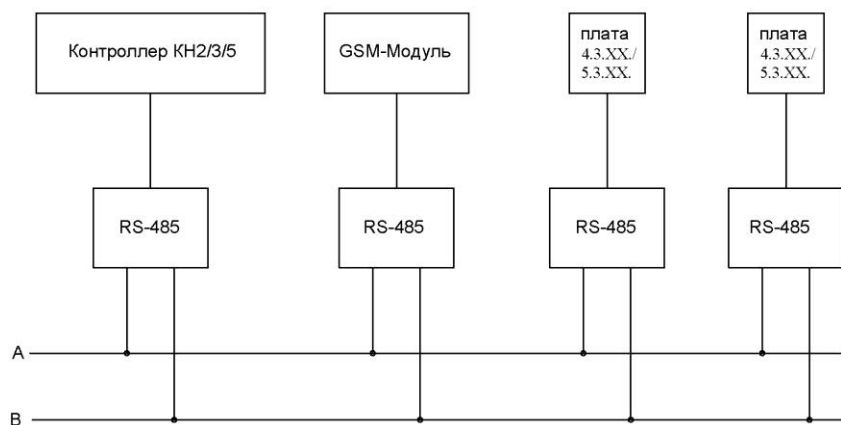 Контроллер КН2/3/5
GSM-Модуль
плата
4.3.XX./
5.3.XX.
плата
4.3.XX./
5.3.XX.
RS-485
RS-485
RS-485
RS-485
A
B